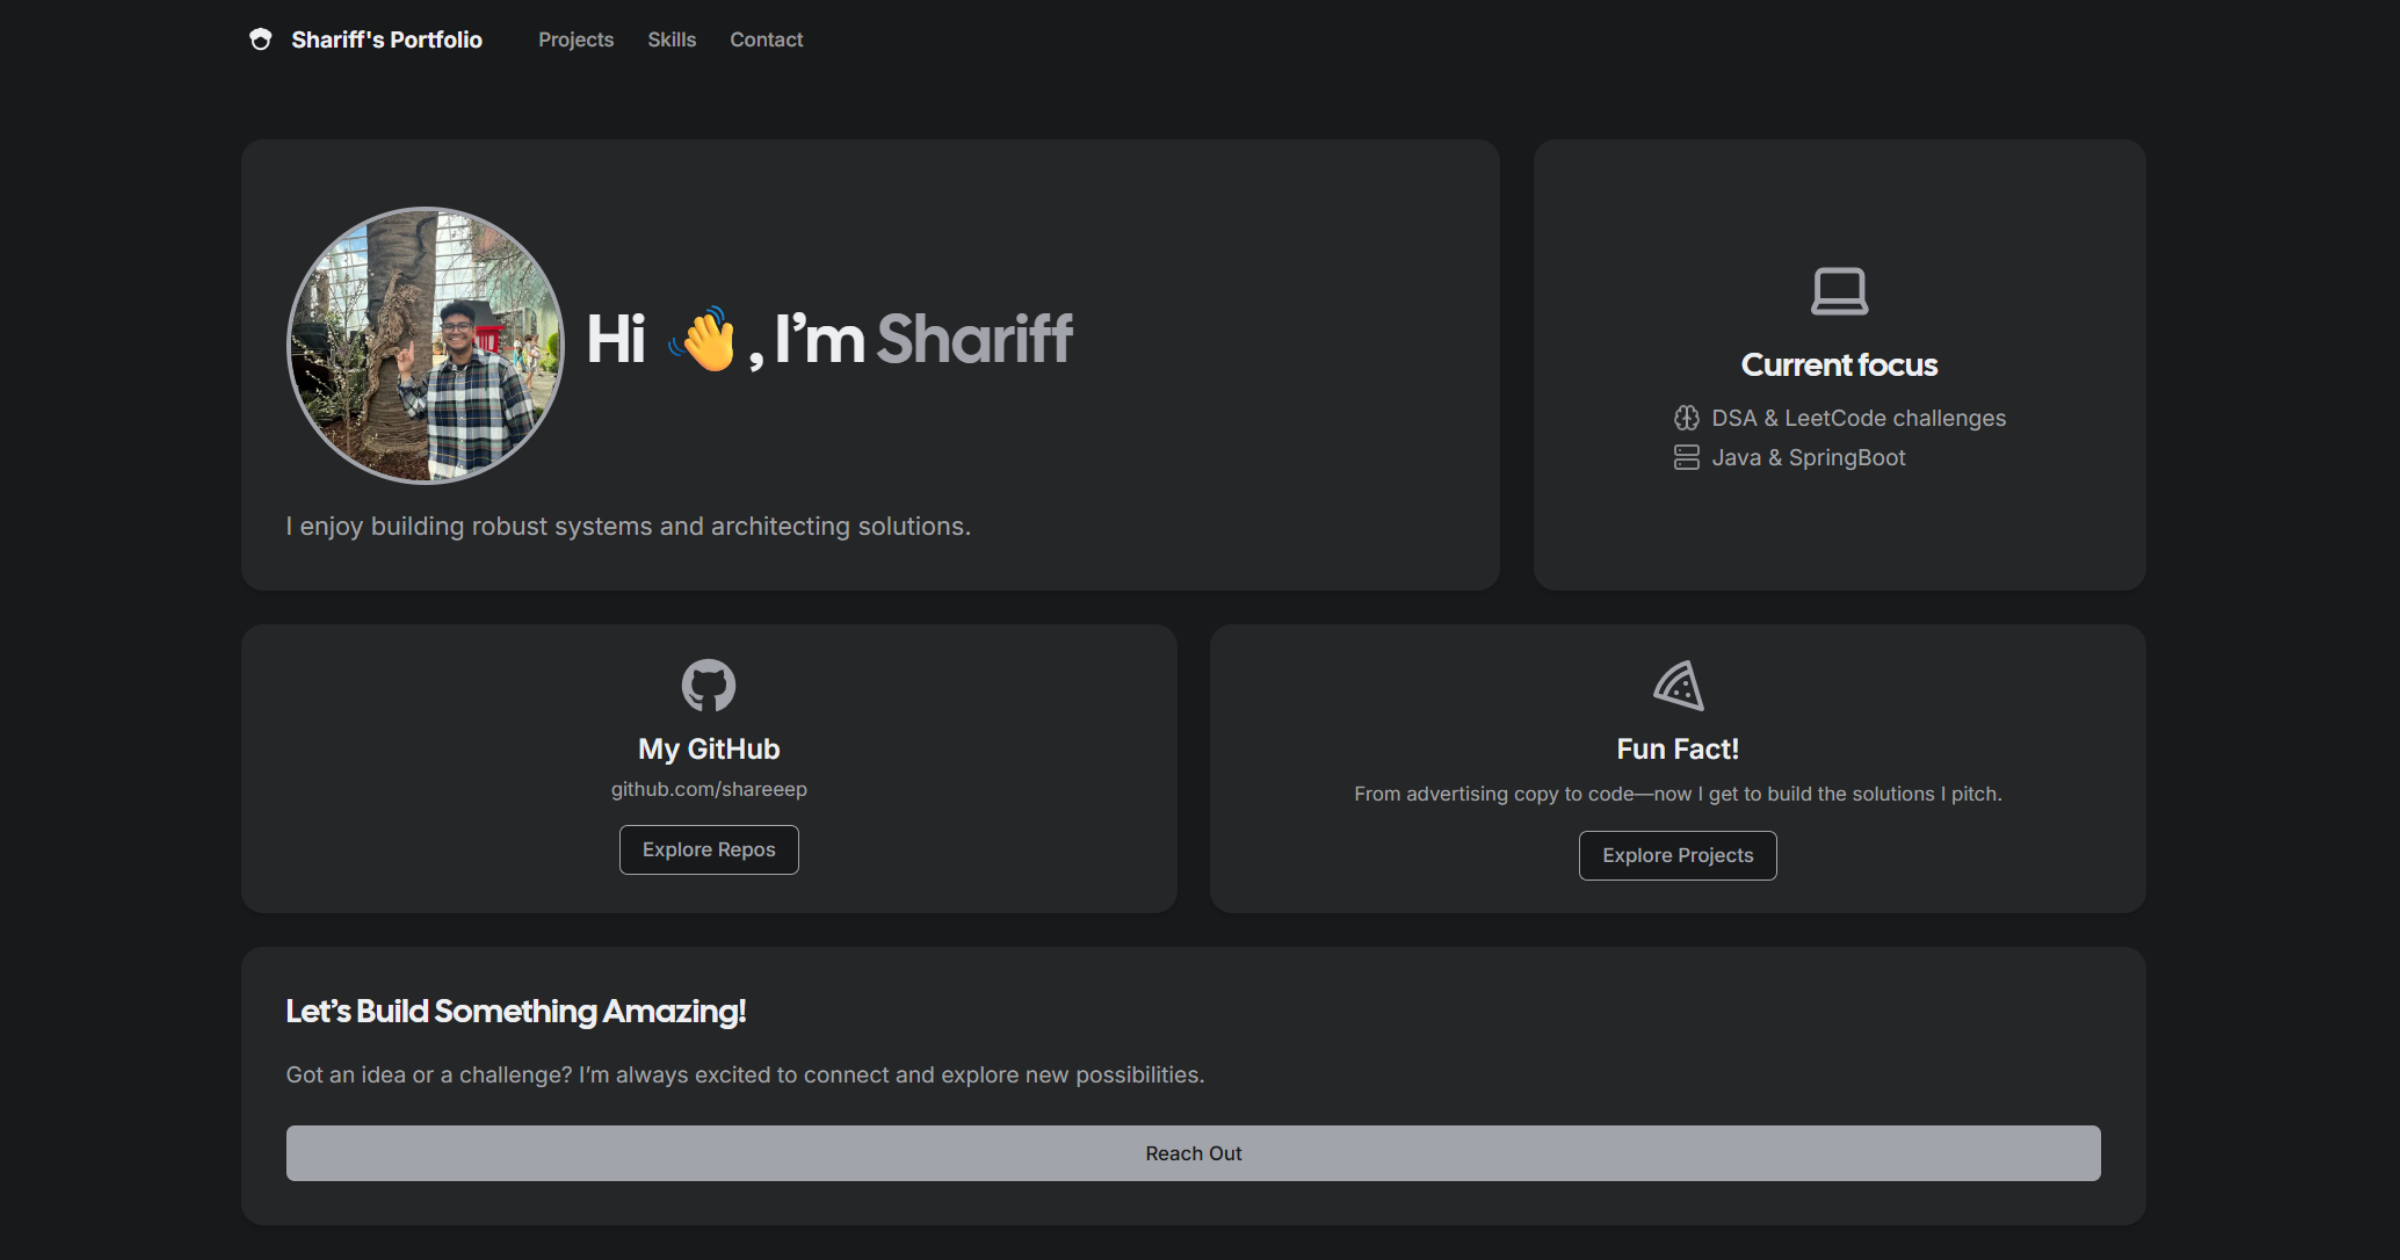 Shariff's Portfolio
Projects
Skills
Contact
Hi 👋, I’m Shariff
I enjoy building robust systems and architecting solutions.
Current focus
DSA & LeetCode challenges
Java & SpringBoot
My GitHub
github.com/shareeep
Explore Repos
Fun Fact!
From advertising copy to code—now I get to build the solutions I pitch.
Explore Projects
Let’s Build Something Amazing!
Got an idea or a challenge? I’m always excited to connect and explore new possibilities.
Reach Out